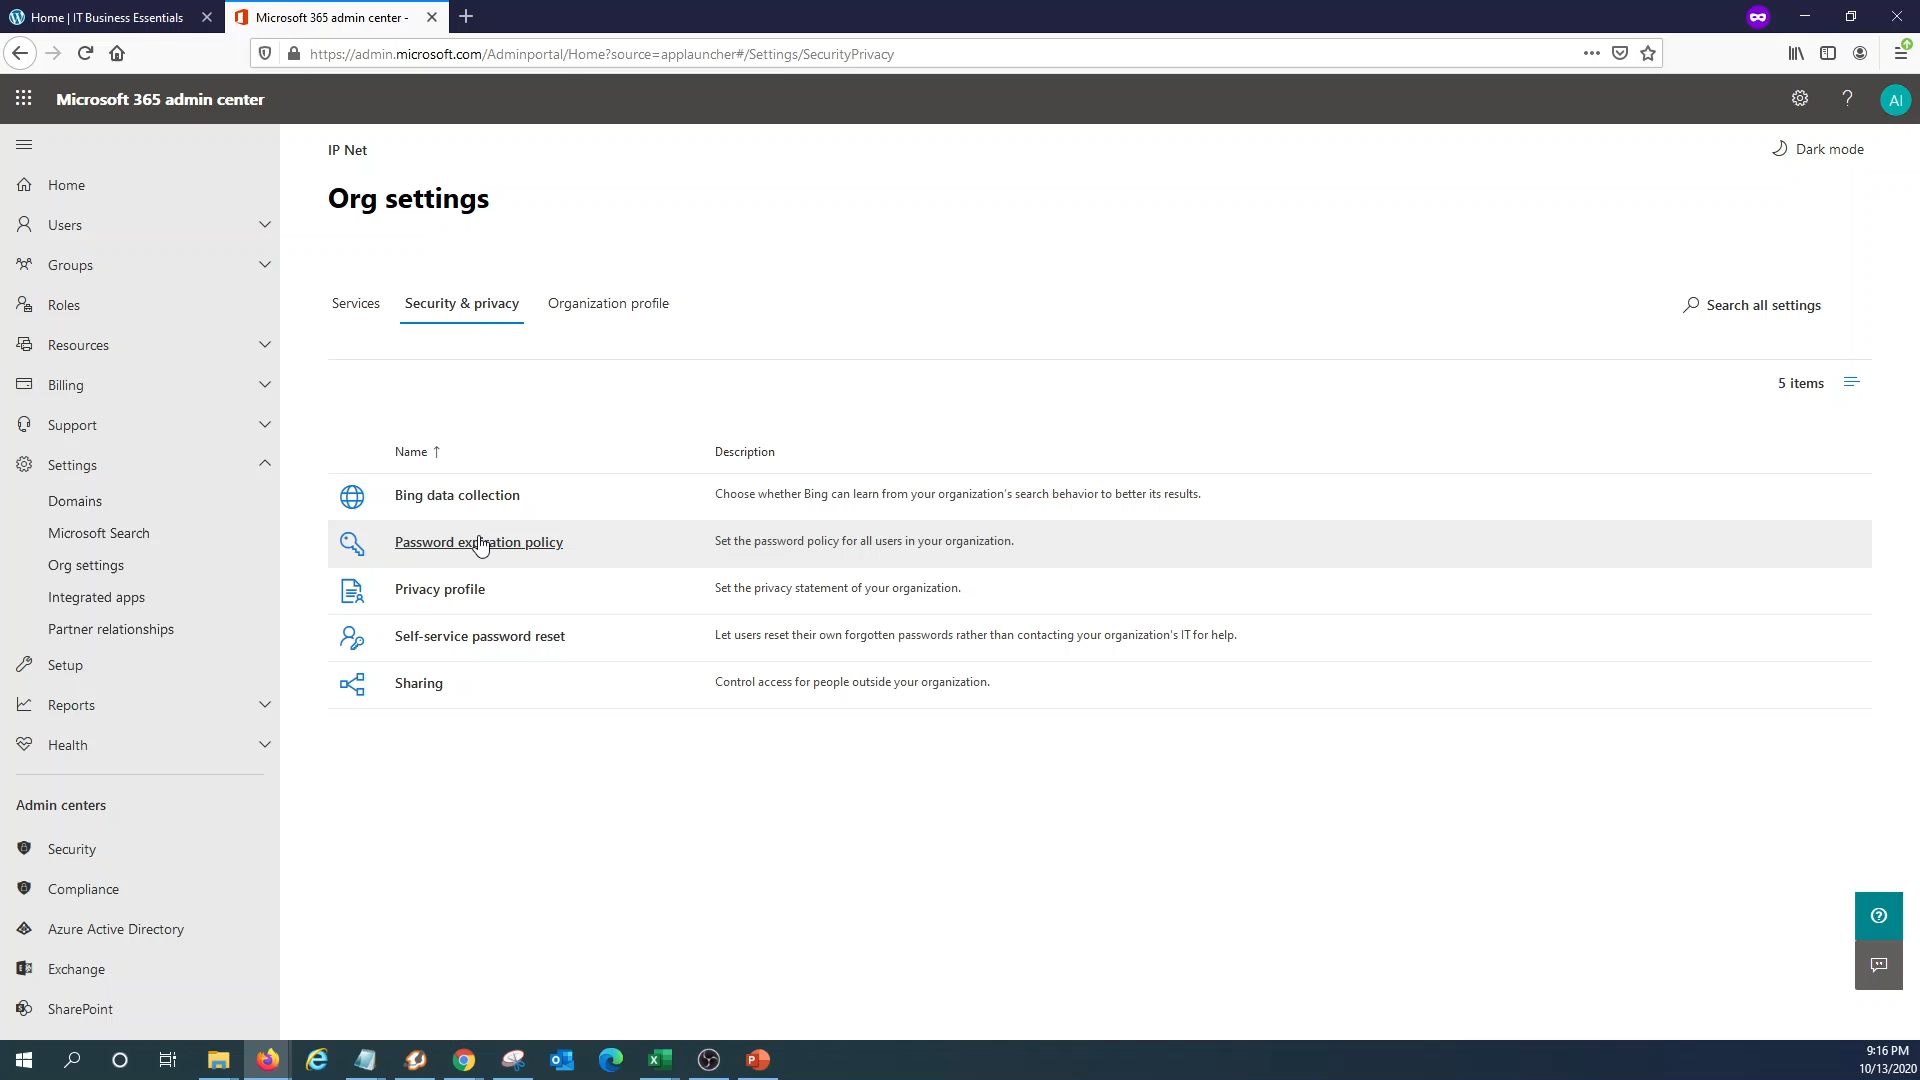 Home | IT Business Essentials
Microsoft 365 admin center -
https://admin.microsoft.com/Adminportal/Home?source=applauncher#/Settings/SecurityPrivacy
Microsoft 365 admin center
AI
IP Net
Dark mode
Org settings
Home
Users
Groups
Roles
Resources
Billing
Support
Settings
Domains
Microsoft Search
Org settings
Integrated apps
Partner relationships
Setup
Reports
Health
Admin centers
Security
Compliance
Azure Active Directory
Exchange
SharePoint
Services
Security & privacy
Organization profile
Search all settings
5 items
Name ↑
Description
Bing data collection
Choose whether Bing can learn from your organization's search behavior to better its results.
Password expiration policy
Set the password policy for all users in your organization.
Privacy profile
Set the privacy statement of your organization.
Self-service password reset
Let users reset their own forgotten passwords rather than contacting your organization's IT for help.
Sharing
Control access for people outside your organization.
9:16 PM
10/13/2020